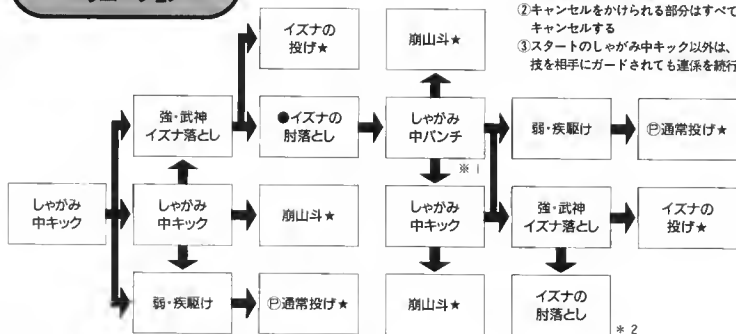 ②キャンセルをかけられる部分はすべて
キャンセルする
③スタートのしゃがみ中キック以外は、
技を相手にガードされても連係を続行
イズナの
投げ★
崩山斗★
強・武神
イズナ落とし
●イズナの
肘落とし
しゃがみ
中パンチ
弱・疾駆け
Ⓟ通常投げ★
※1
しゃがみ
中キック
しゃがみ
中キック
崩山斗★
しゃがみ
中キック
強・武神
イズナ落とし
イズナの
投げ★
弱・疾駆け
Ⓟ通常投げ★
崩山斗★
イズナの
肘落とし
*2